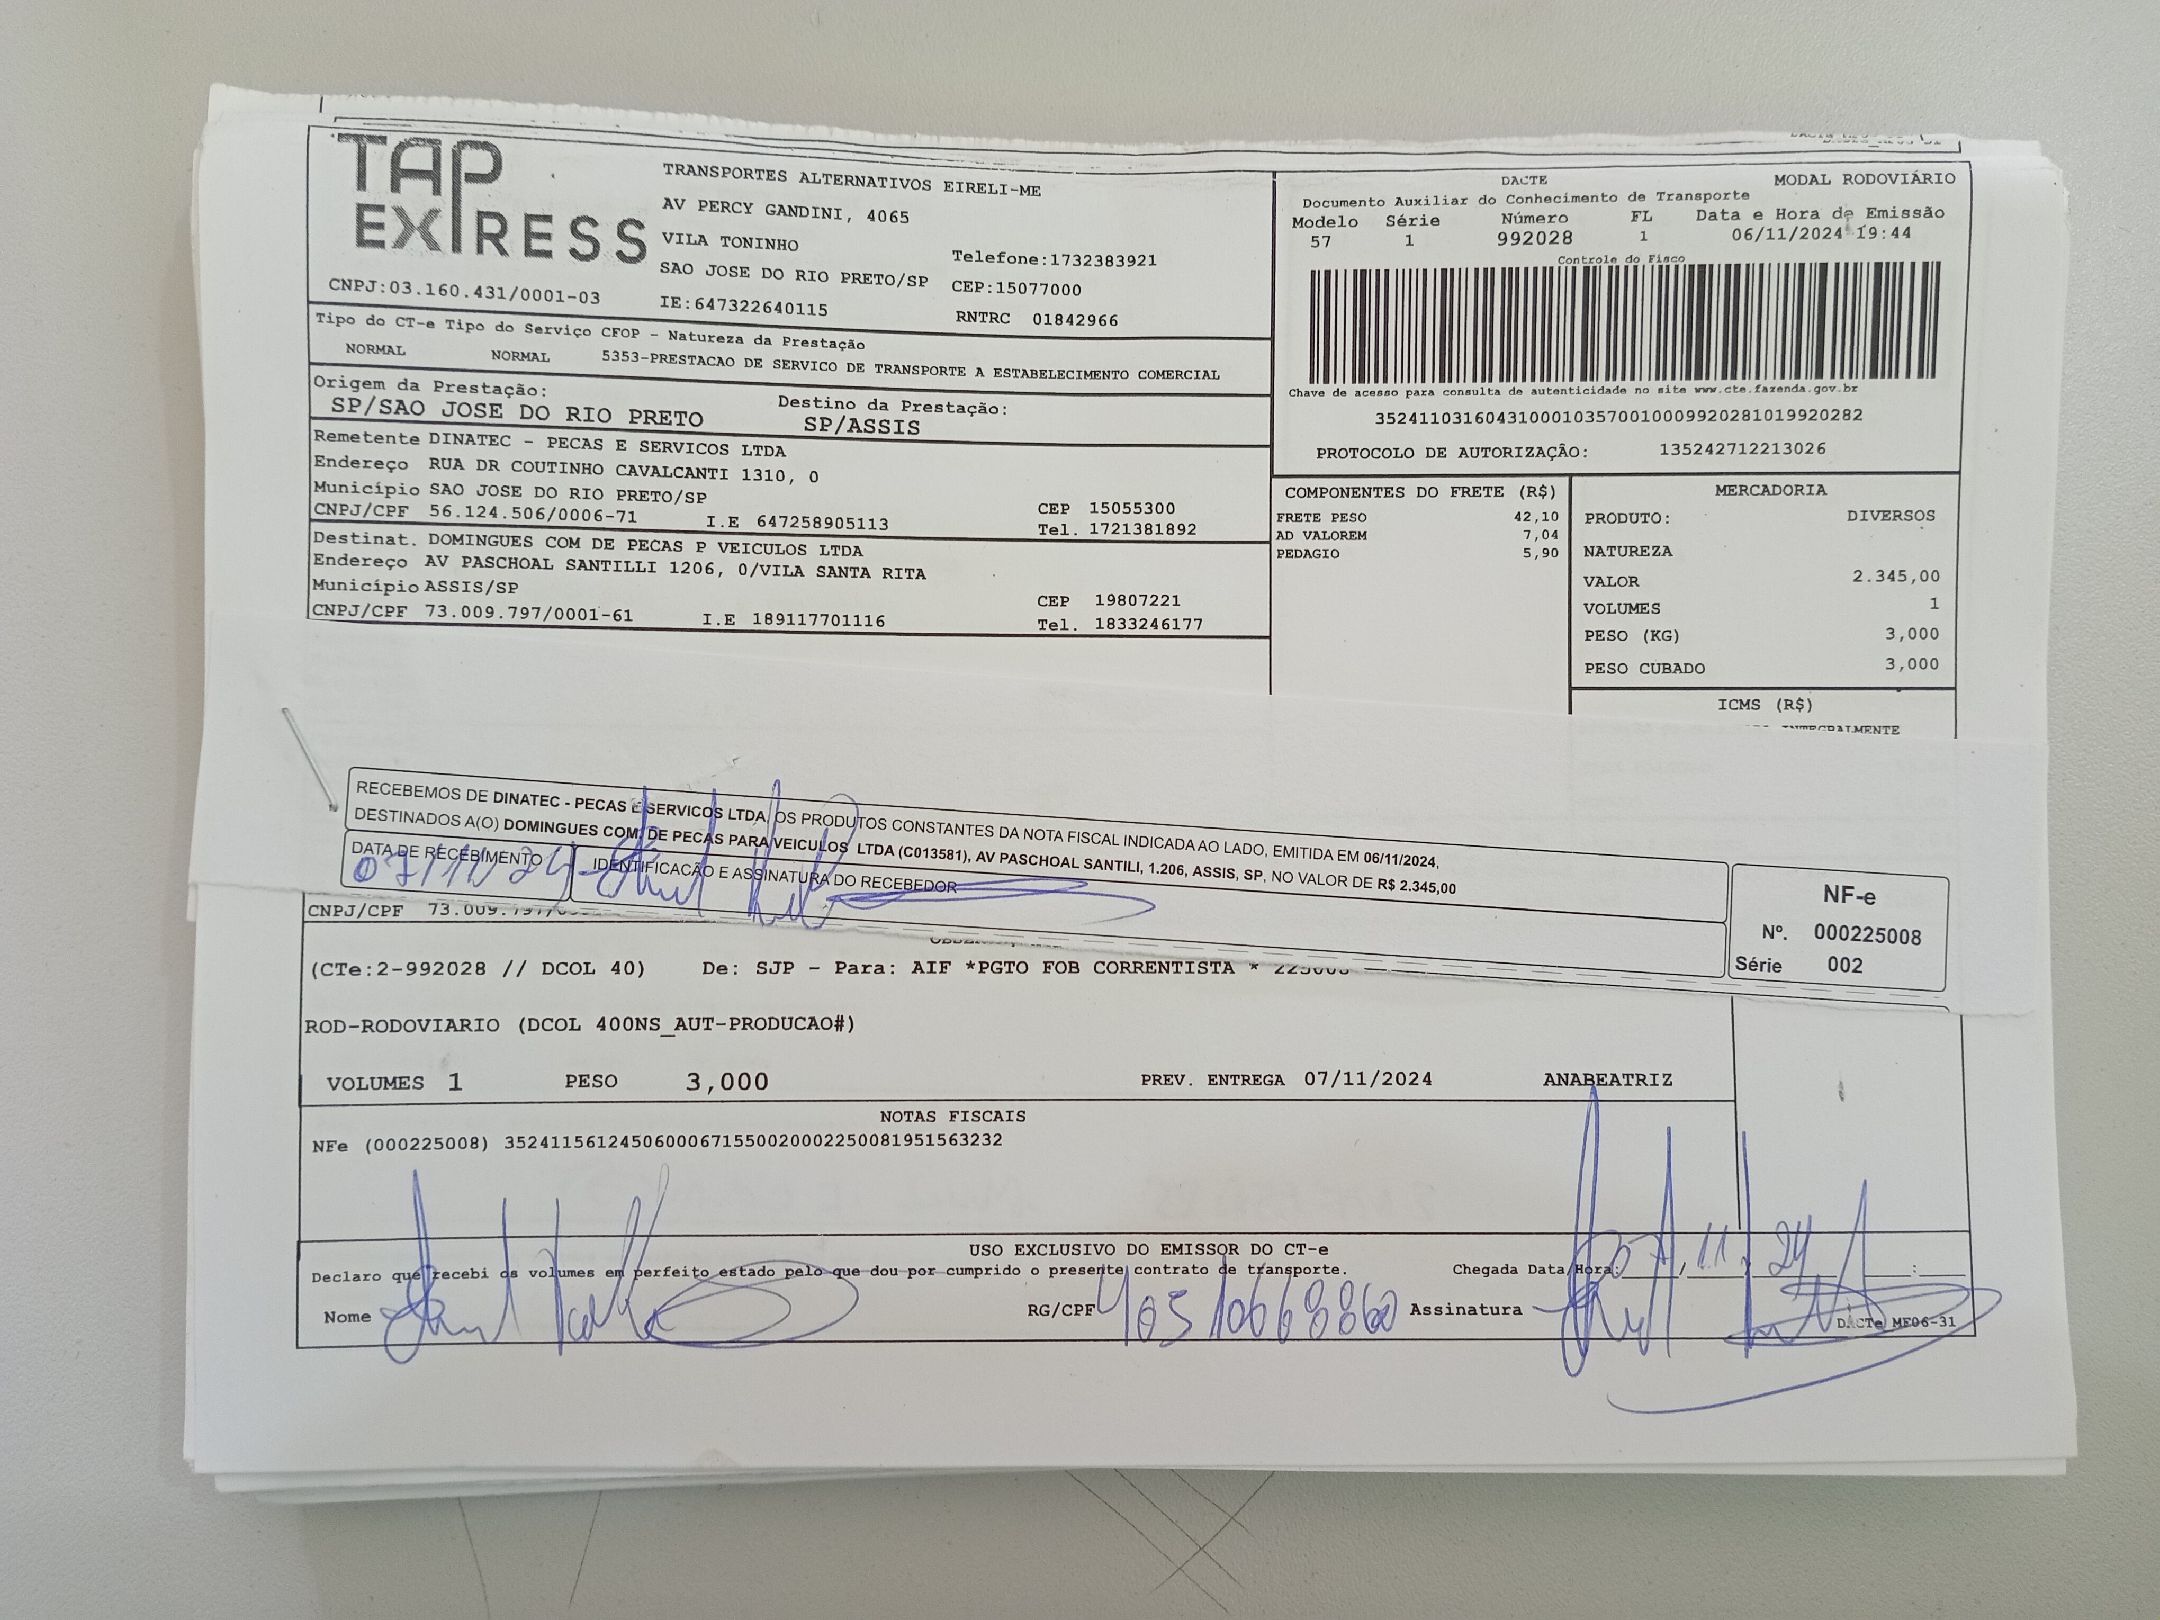 TAP EXPRESS
TRANSPORTES ALTERNATIVOS EIRELI-ME
AV PERCY GANDINI, 4065
VILA TONINHO
SAO JOSE DO RIO PRETO/SP
Telefone:1732383921
CEP:15077000
CNPJ:03.160.431/0001-03
IE:647322640115
RNTRC 01842966
DACTE
MODAL RODOVIÁRIO
Documento Auxiliar do Conhecimento de Transporte
Modelo Série Número FL Data e Hora de Emissão
57 1 992028 1 06/11/2024 19:44
Controle do Fisco
Chave de acesso para consulta de autenticidade no site www.cte.fazenda.gov.br
35241103160431000103570010009920281019920282
PROTOCOLO DE AUTORIZAÇÃO: 135242712213026
Tipo do CT-e Tipo do Serviço CFOP - Natureza da Prestação
NORMAL NORMAL 5353-PRESTACAO DE SERVICO DE TRANSPORTE A ESTABELECIMENTO COMERCIAL
Origem da Prestação: Destino da Prestação:
SP/SAO JOSE DO RIO PRETO SP/ASSIS
Remetente DINATEC - PECAS E SERVICOS LTDA
Endereço RUA DR COUTINHO CAVALCANTI 1310, 0
Município SAO JOSE DO RIO PRETO/SP CEP 15055300
CNPJ/CPF 56.124.506/0006-71 I.E 647258905113 Tel. 1721381892
Destinat. DOMINGUES COM DE PECAS P VEICULOS LTDA
Endereço AV PASCHOAL SANTILLI 1206, 0/VILA SANTA RITA
Município ASSIS/SP CEP 19807221
CNPJ/CPF 73.009.797/0001-61 I.E 189117701116 Tel. 1833246177
COMPONENTES DO FRETE (R$)
FRETE PESO 42,10
AD VALOREM 7,04
PEDAGIO 5,90
MERCADORIA
PRODUTO: DIVERSOS
NATUREZA
VALOR 2.345,00
VOLUMES 1
PESO (KG) 3,000
PESO CUBADO 3,000
ICMS (R$)
INTEGRALMENTE
RECEBEMOS DE DINATEC - PECAS E SERVICOS LTDA OS PRODUTOS CONSTANTES DA NOTA FISCAL INDICADA AO LADO, EMITIDA EM 06/11/2024,
DESTINADOS A(O) DOMINGUES COM. DE PECAS PARA VEICULOS LTDA (C013581), AV PASCHOAL SANTILI, 1.206, ASSIS, SP, NO VALOR DE R$ 2.345,00
DATA DE RECEBIMENTO IDENTIFICAÇÃO E ASSINATURA DO RECEBEDOR
07/11/24
NF-e
Nº. 000225008
Série 002
CNPJ/CPF 73.009.797/
(CTe:2-992028 // DCOL 40) De: SJP - Para: AIF *PGTO FOB CORRENTISTA * 225008
ROD-RODOVIARIO (DCOL 400NS_AUT-PRODUCAO#)
VOLUMES 1 PESO 3,000 PREV. ENTREGA 07/11/2024 ANABEATRIZ
NOTAS FISCAIS
NFe (000225008) 35241156124506000671550020002250081951563232
USO EXCLUSIVO DO EMISSOR DO CT-e
Declaro que recebi os volumes em perfeito estado pelo que dou por cumprido o presente contrato de transporte. Chegada Data/Hora: 07/11/24 :
Nome RG/CPF 40510668860 Assinatura
DACTe ME06-31